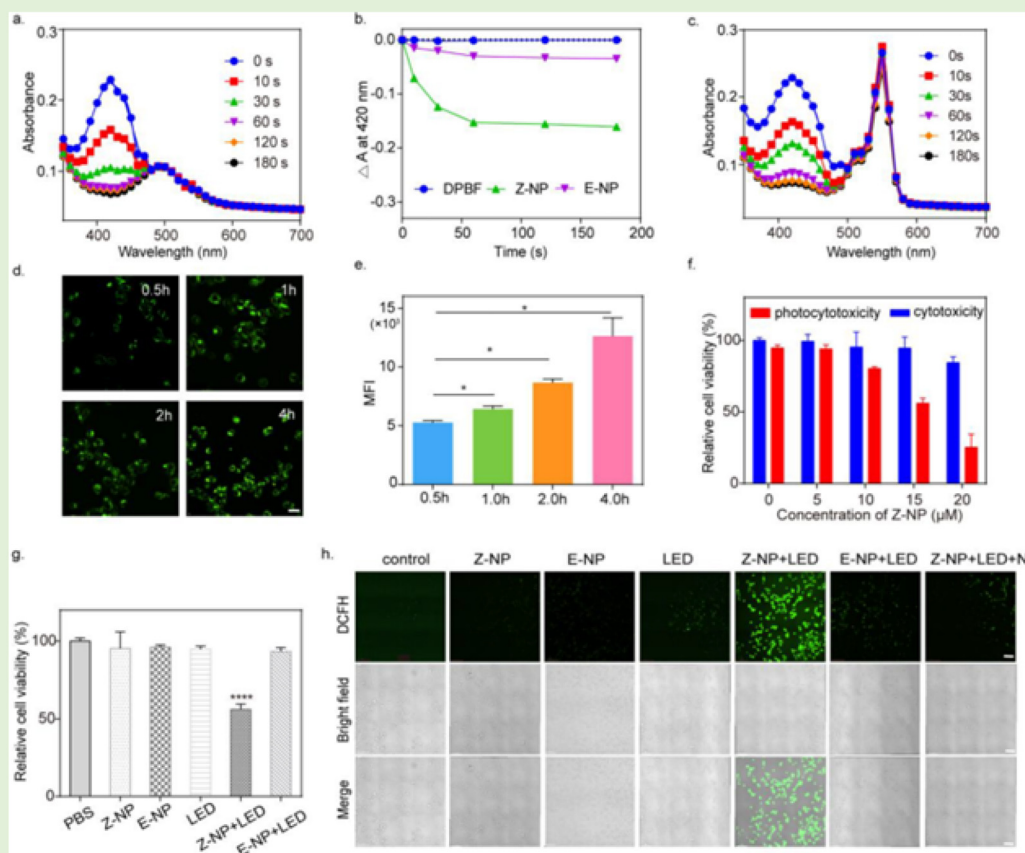 a.
Absorbance
0.2
0.1
400 500 600 700
Wavelength (nm)
0 s
10 s
30 s
60 s
120 s
180 s
b.
△ A at 420 nm
0.0
-0.1
-0.2
-0.3
DPBF Z-NP E-NP
0 50 100 150 200
Time (s)
c.
Absorbance
0.3
0.2
0.1
400 500 600 700
Wavelength (nm)
0s
10s
30s
60s
120s
180s
d.
0.5h
1h
2h
4h
e.
MFI
15
(×10³)
10
5
0
*
*
*
0.5h 1.0h 2.0h 4.0h
f.
Relative cell viability (%)
photocytotoxicity cytotoxicity
100
50
0
0 5 10 15 20
Concentration of Z-NP (µM)
g.
Relative cell viability (%)
100
50
0
****
PBS
Z-NP
E-NP
LED
Z-NP+LED
E-NP+LED
h.
control Z-NP E-NP LED Z-NP+LED E-NP+LED Z-NP+LED+N
DCFH
Bright field
Merge